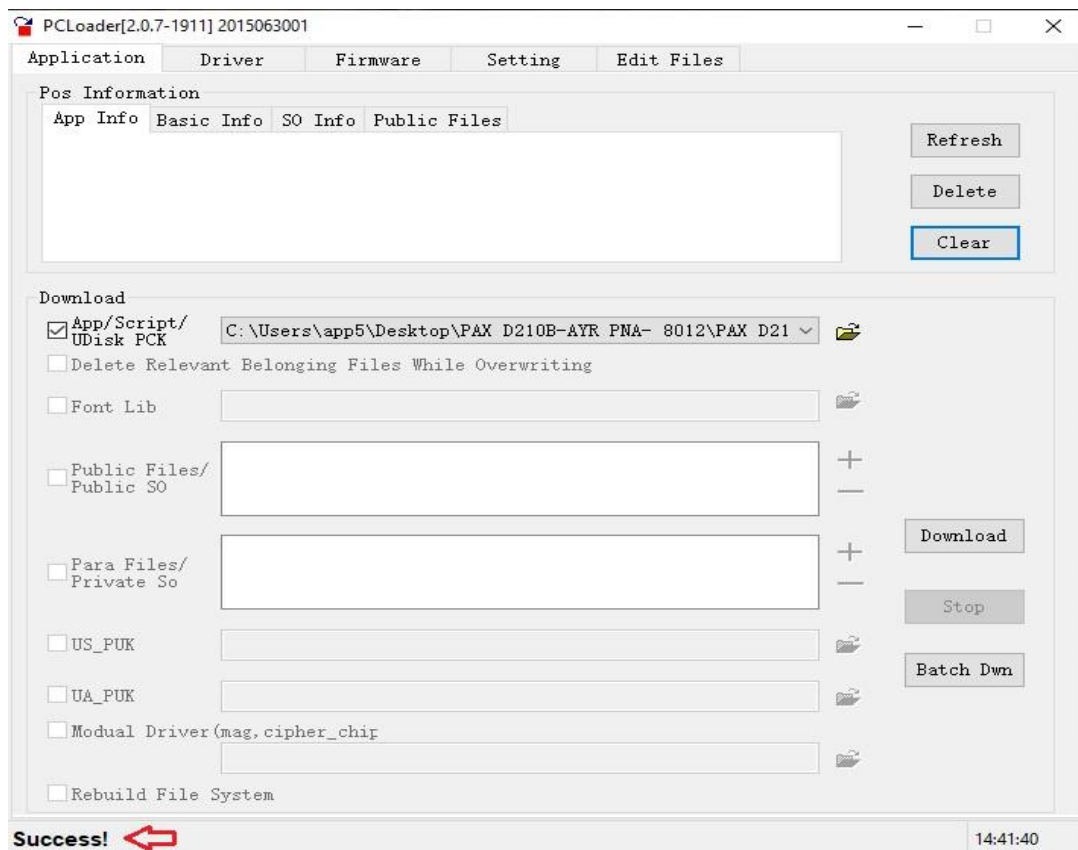 PCLoader[2.0.7-1911] 2015063001
Application Driver Firmware Setting Edit Files
Pos Information
App Info Basic Info SO Info Public Files
Refresh
Delete
Clear
Download
App/Script/
UDisk PCK
C:\Users\app5\Desktop\PAX D210B-AYR PNA- 8012\PAX D21
Delete Relevant Belonging Files While Overwriting
Font Lib
Public Files/
Public SO
Download
Para Files/
Private So
Stop
US_PUK
Batch Dwn
UA_PUK
Modual Driver(mag,cipher_chip
Rebuild File System
Success! 14:41:40